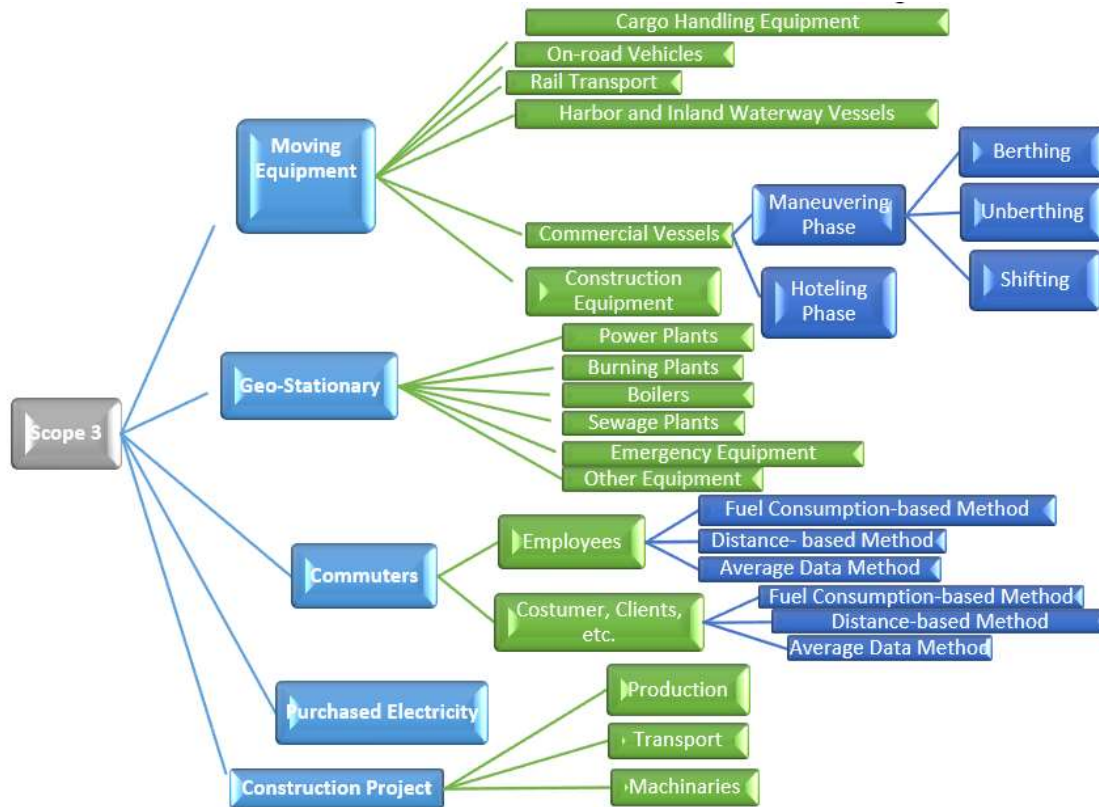 Cargo Handling Equipment
On-road Vehicles
Rail Transport
Harbor and Inland Waterway Vessels
Moving
Equipment
Commercial Vessels
Construction
Equipment
Maneuvering
Phase
Hoteling
Phase
Berthing
Unberthing
Shifting
Scope 3
Geo-Stationary
Power Plants
Burning Plants
Boilers
Sewage Plants
Emergency Equipment
Other Equipment
Commuters
Employees
Fuel Consumption-based Method
Distance- based Method
Average Data Method
Costumer, Clients,
etc.
Fuel Consumption-based Method
Distance-based Method
Average Data Method
Purchased Electricity
Construction Project
Production
Transport
Machinaries